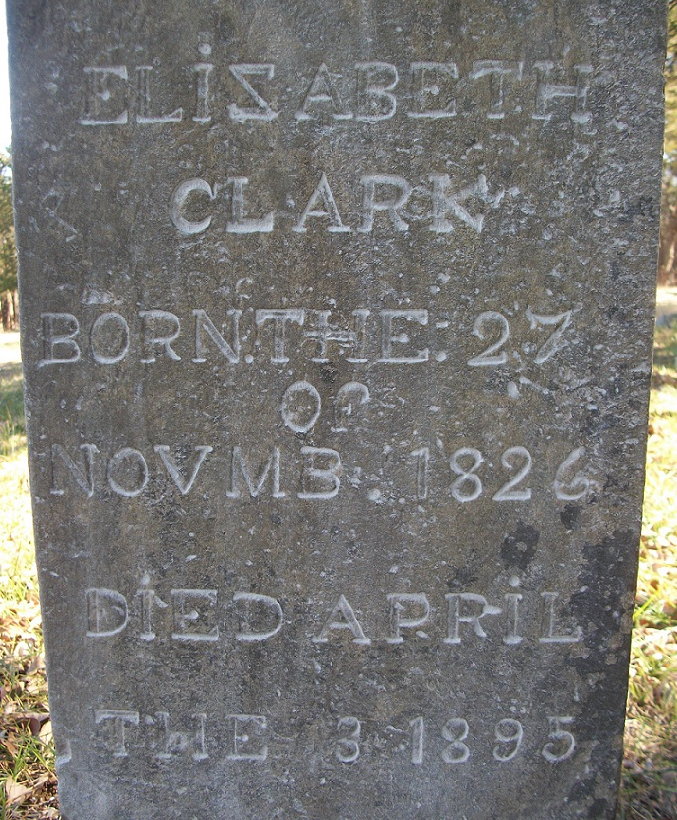 ELiZABETH
CLARK
BORN.THE: 27
OF
NOVMB 1826
DiED APRiL
THE 3 1895